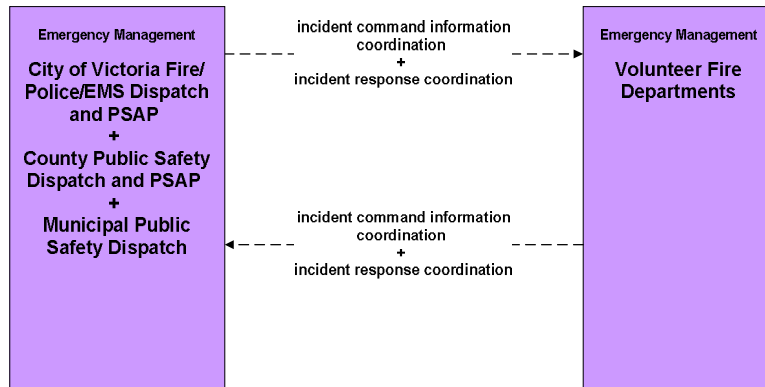 Emergency Management
City of Victoria Fire/
Police/EMS Dispatch
and PSAP
+
County Public Safety
Dispatch and PSAP
+
Municipal Public
Safety Dispatch
incident command information
coordination
+
incident response coordination
incident command information
coordination
+
incident response coordination
Emergency Management
Volunteer Fire
Departments